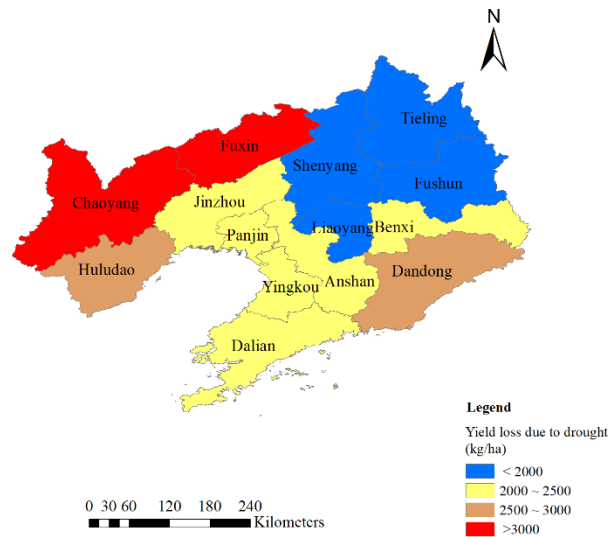 N
Tieling
Fuxin
Shenyang
Fushun
Chaoyang
Jinzhou
Liaoyang
Benxi
Panjin
Huludao
Dandong
Anshan
Yingkou
Dalian
Legend
Yield loss due to drought
(kg/ha)
< 2000
2000 ~ 2500
2500 ~ 3000
>3000
0 30 60 120 180 240
Kilometers